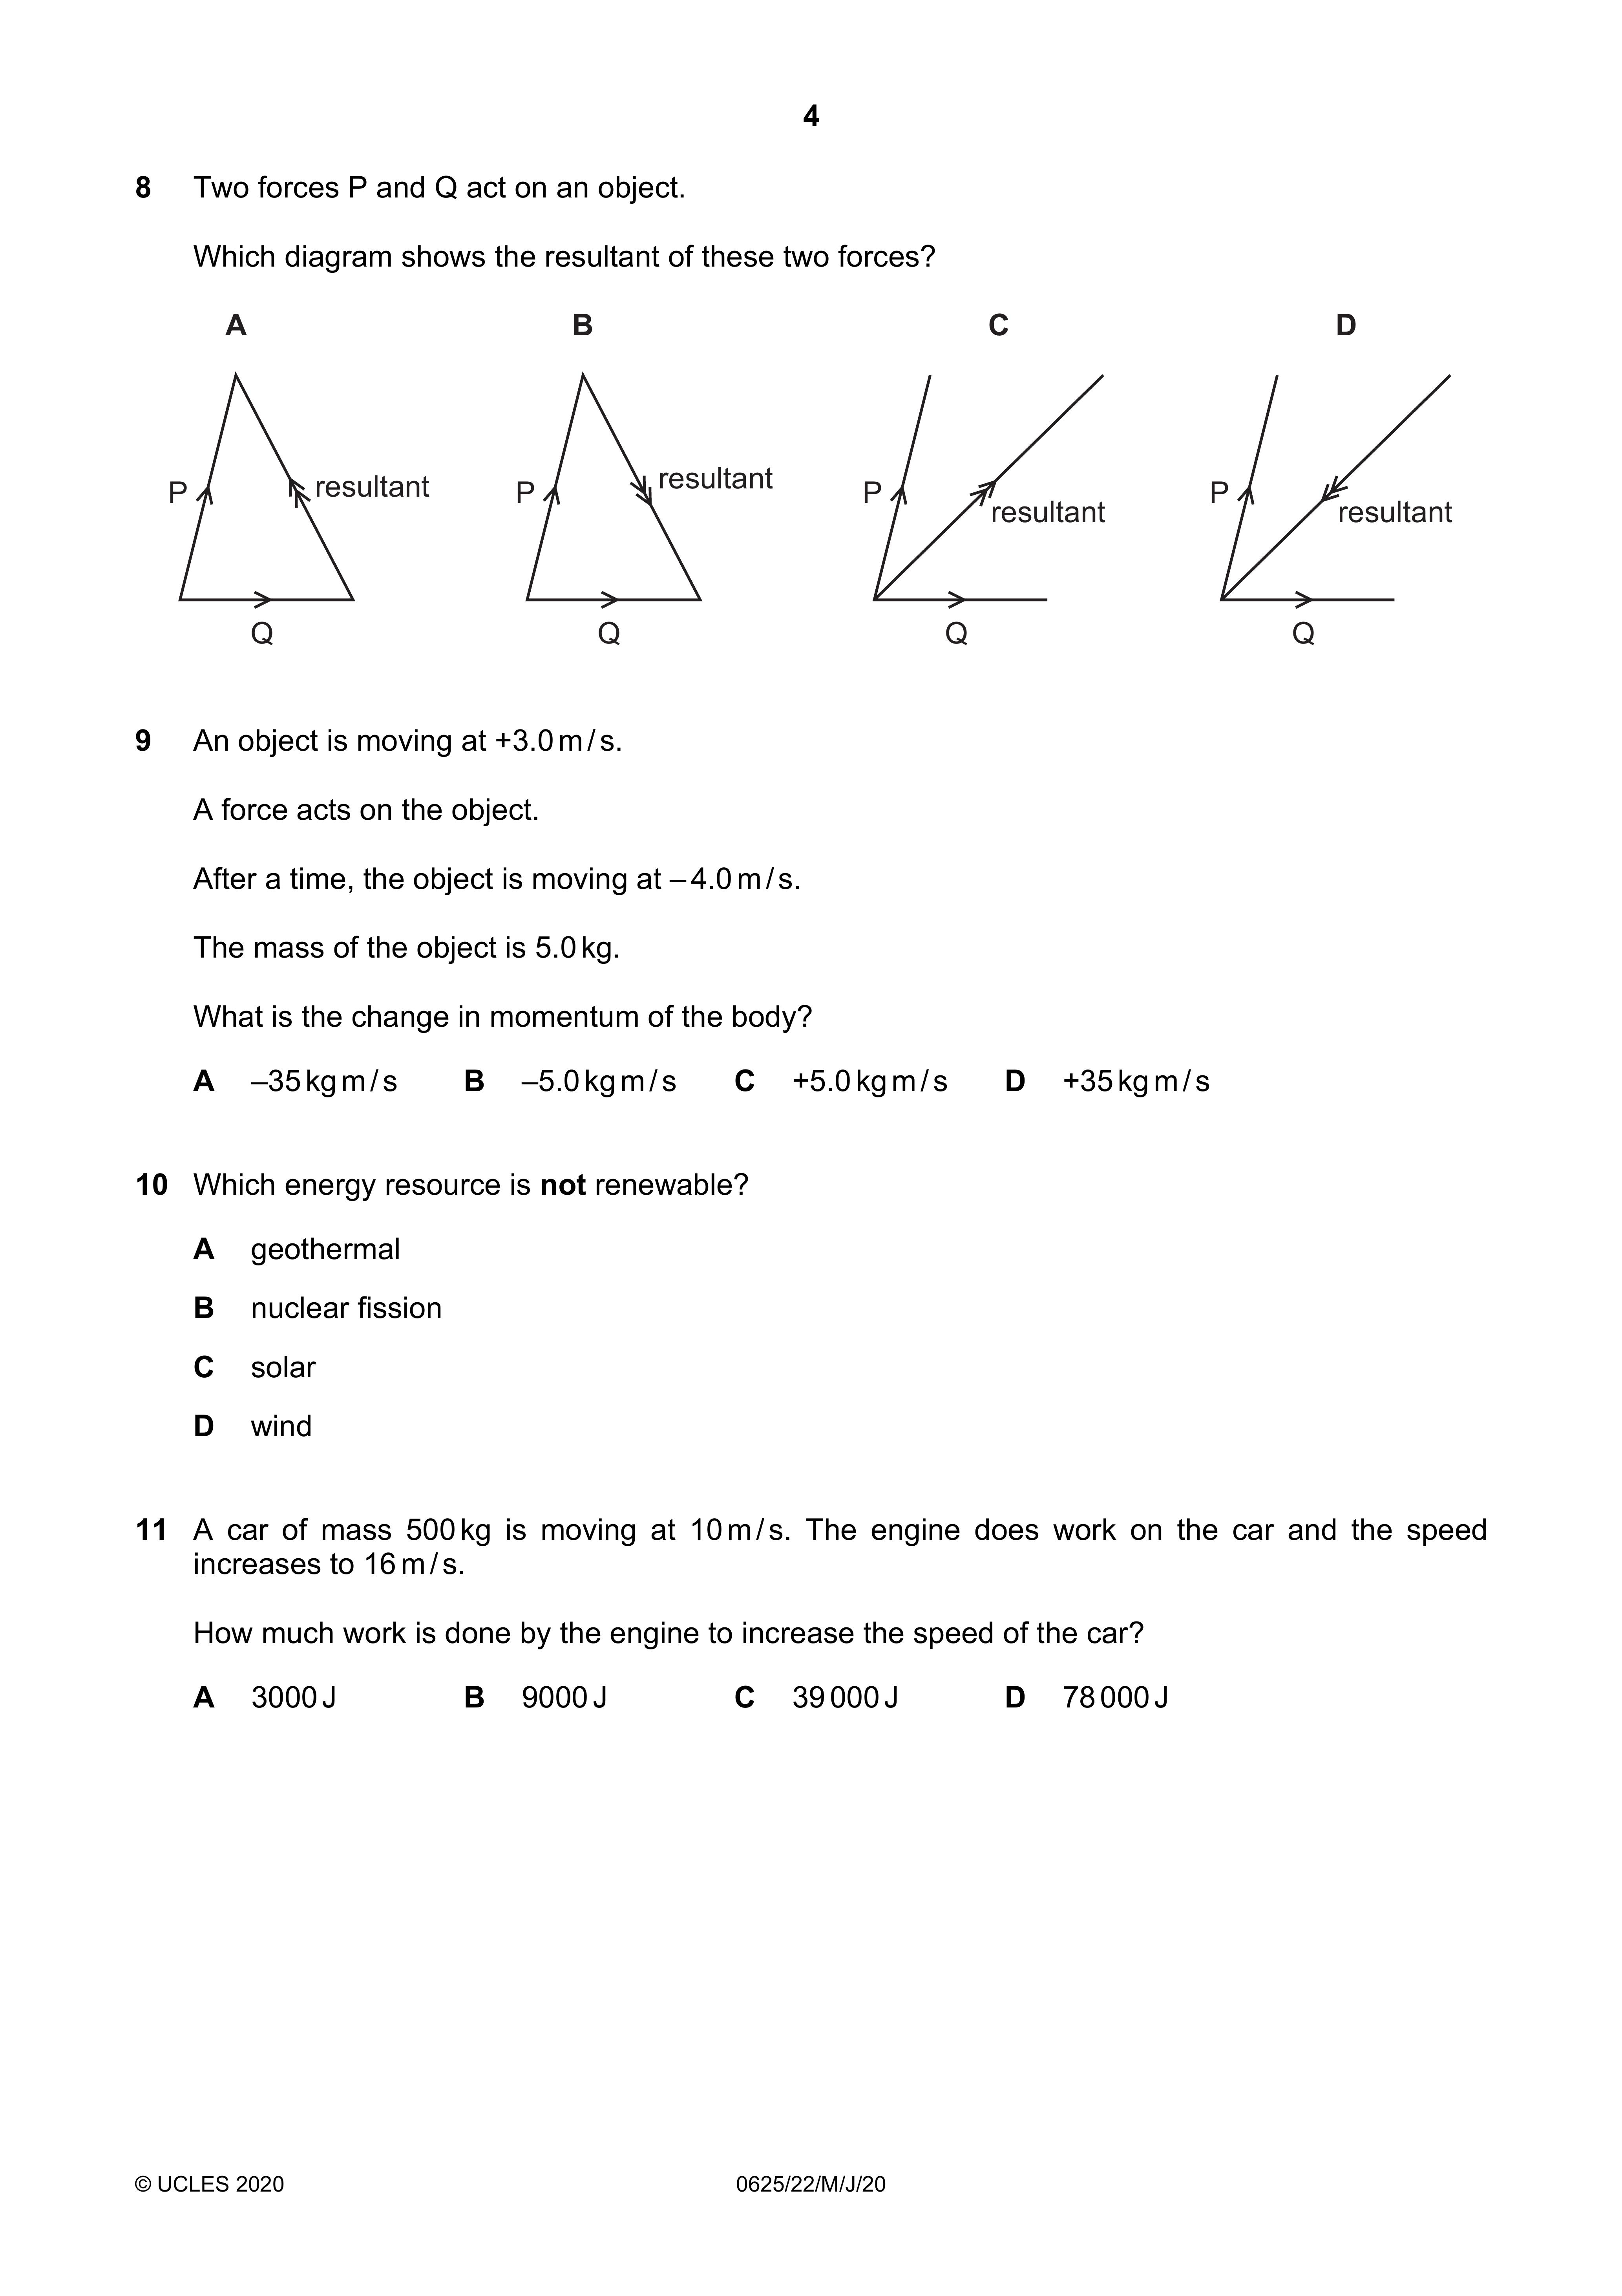 4
8 Two forces P and Q act on an object.
Which diagram shows the resultant of these two forces?
A B C D
P resultant P resultant P resultant P resultant
Q Q Q Q
9 An object is moving at +3.0 m / s.
A force acts on the object.
After a time, the object is moving at – 4.0 m / s.
The mass of the object is 5.0 kg.
What is the change in momentum of the body?
A –35 kg m / s B –5.0 kg m / s C +5.0 kg m / s D +35 kg m / s
10 Which energy resource is not renewable?
A geothermal
B nuclear fission
C solar
D wind
11 A car of mass 500 kg is moving at 10 m / s. The engine does work on the car and the speed
increases to 16 m / s.
How much work is done by the engine to increase the speed of the car?
A 3000 J B 9000 J C 39 000 J D 78 000 J
© UCLES 2020 0625/22/M/J/20